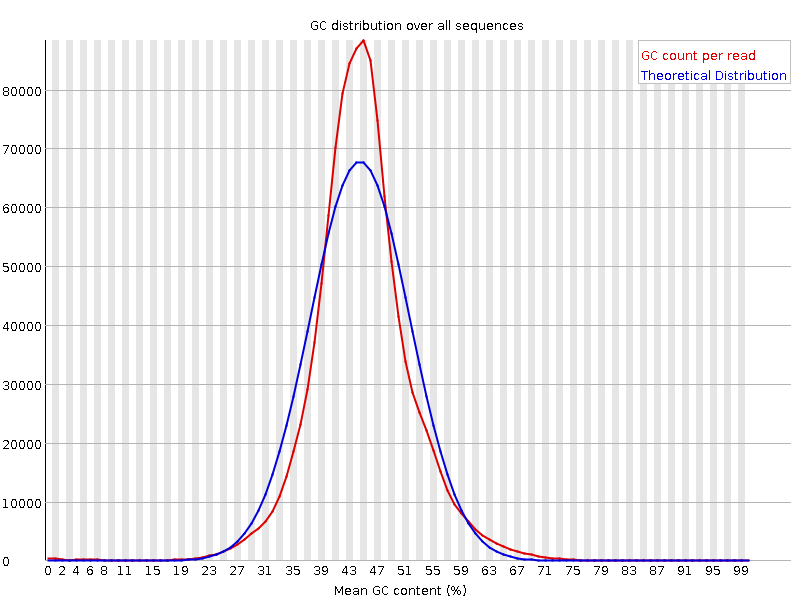 GC distribution over all sequences
GC count per read
Theoretical Distribution
80000
70000
60000
50000
40000
30000
20000
10000
0
0 2 4 6 8 11 15 19 23 27 31 35 39 43 47 51 55 59 63 67 71 75 79 83 87 91 95 99
Mean GC content (%)